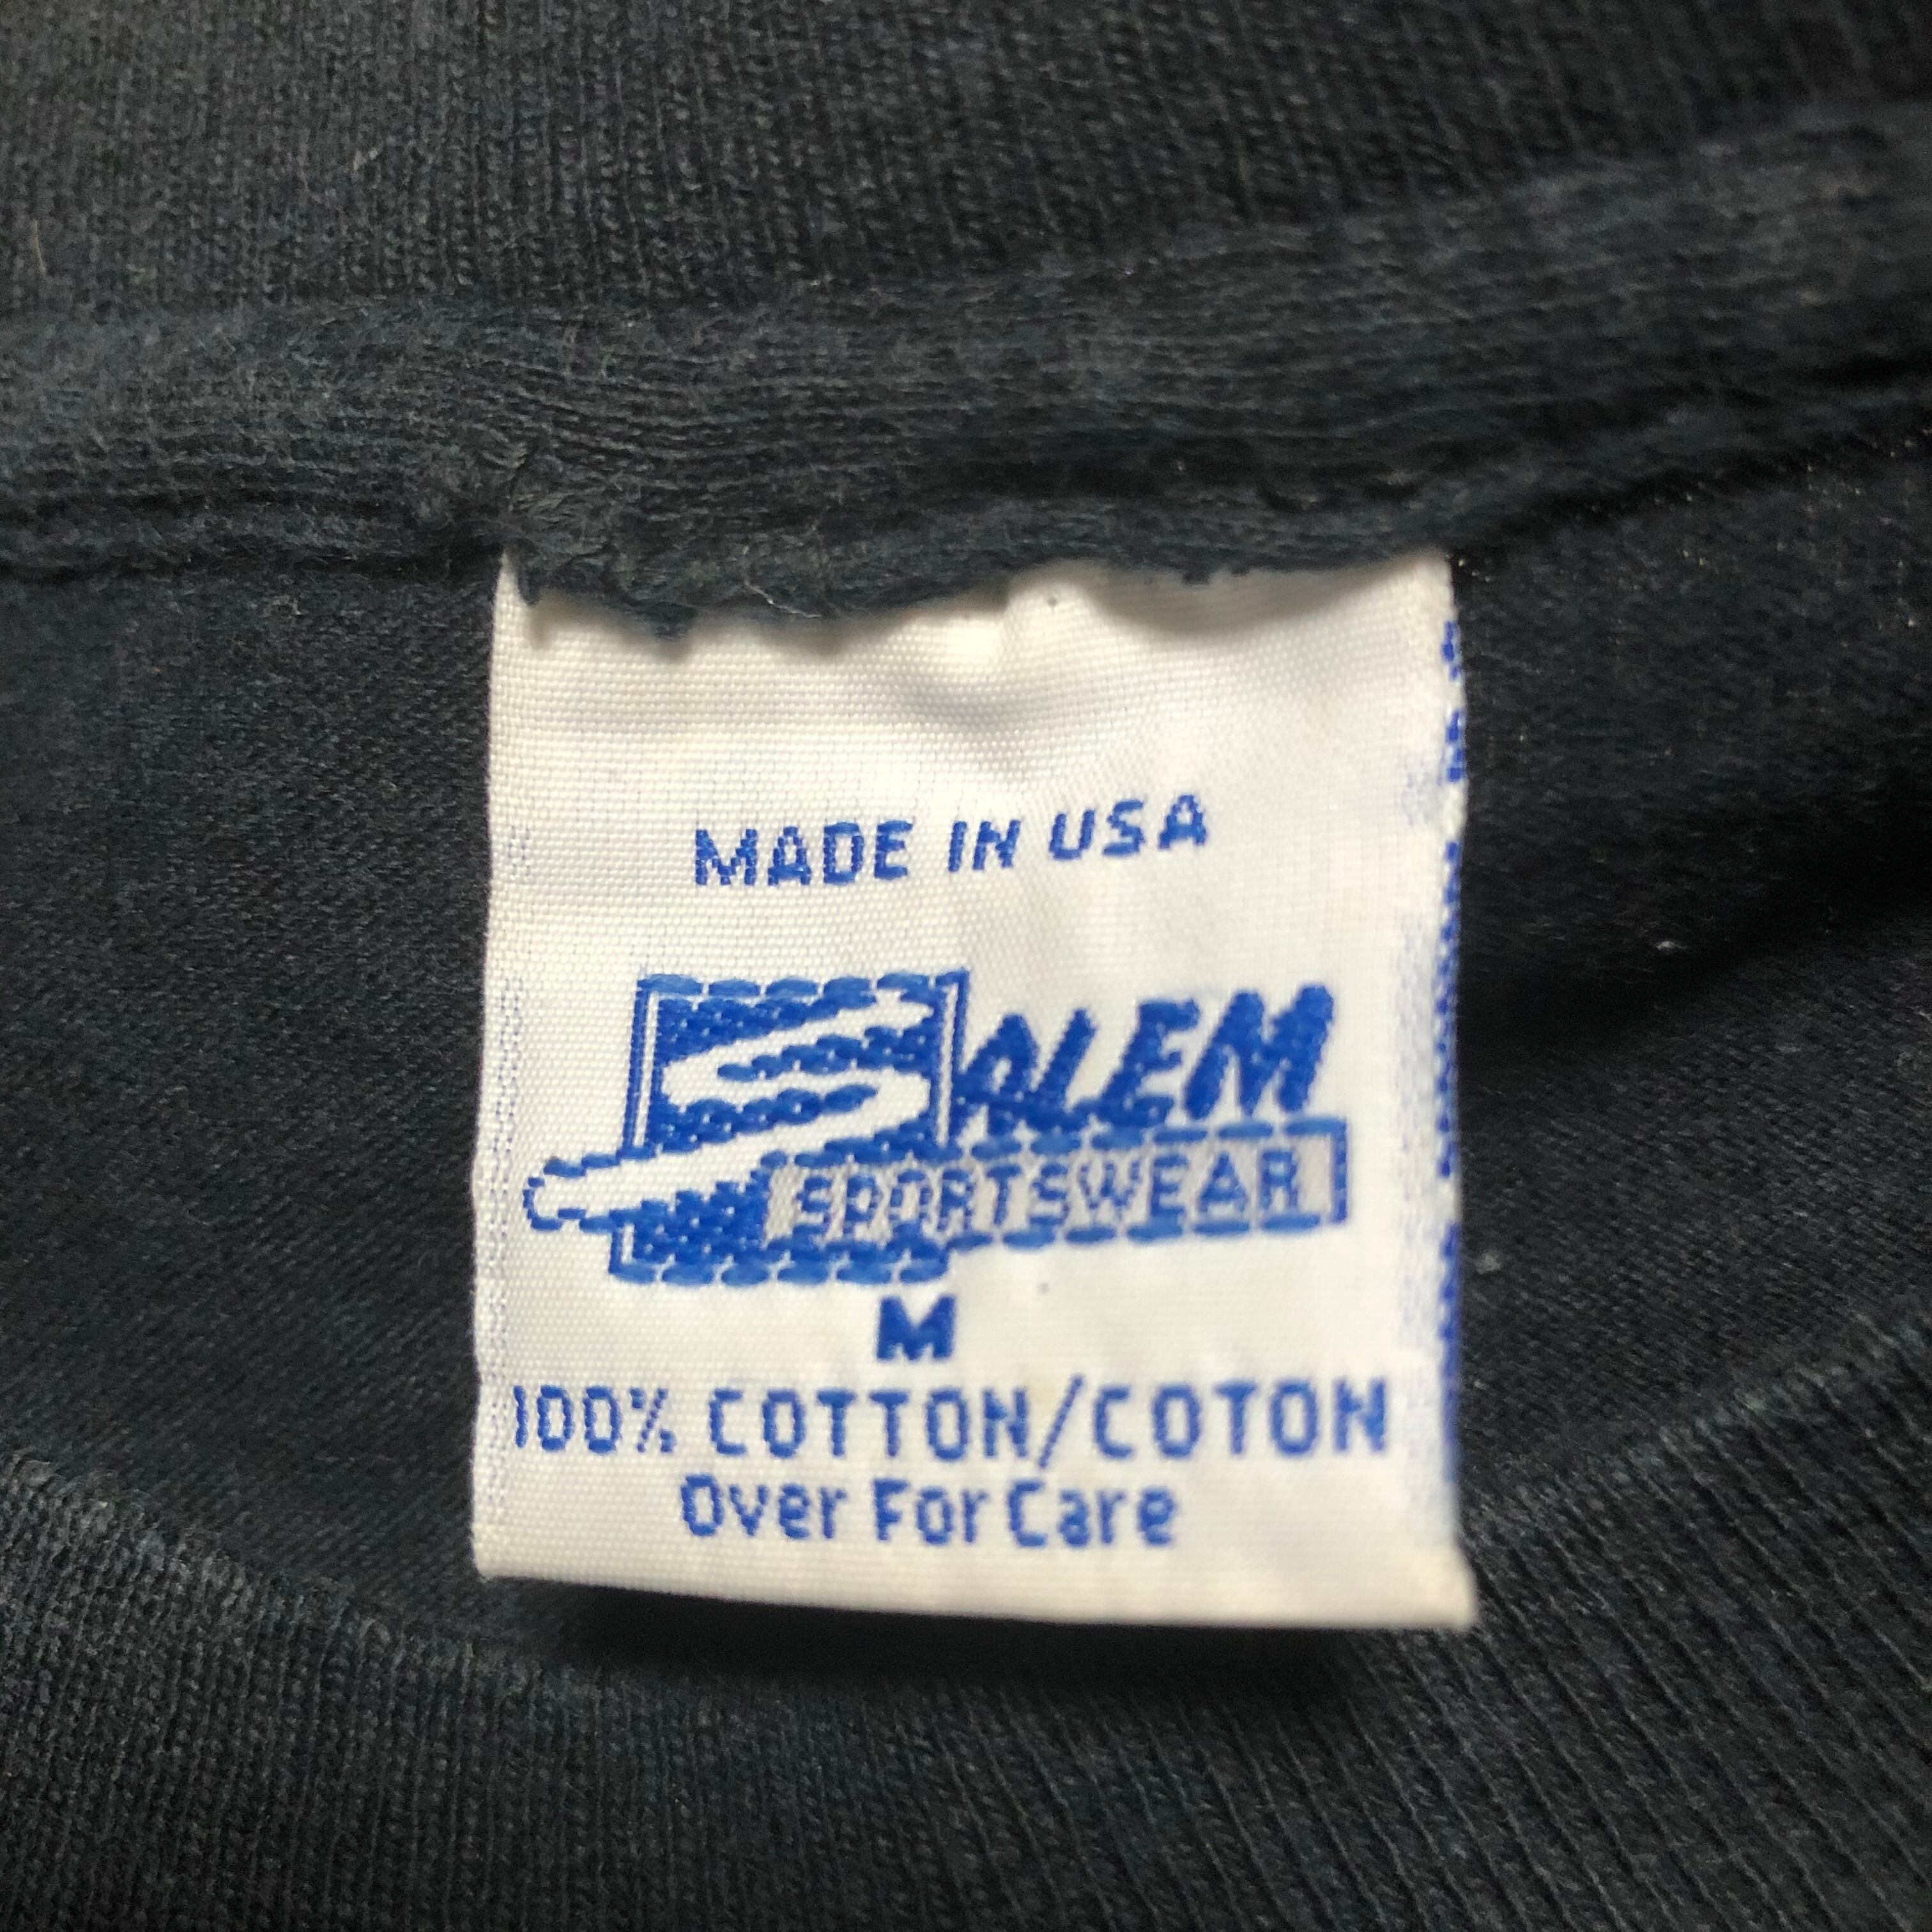 MADE IN USA
SALEM
SPORTSWEAR
M
100% COTTON/COTON
Over For Care